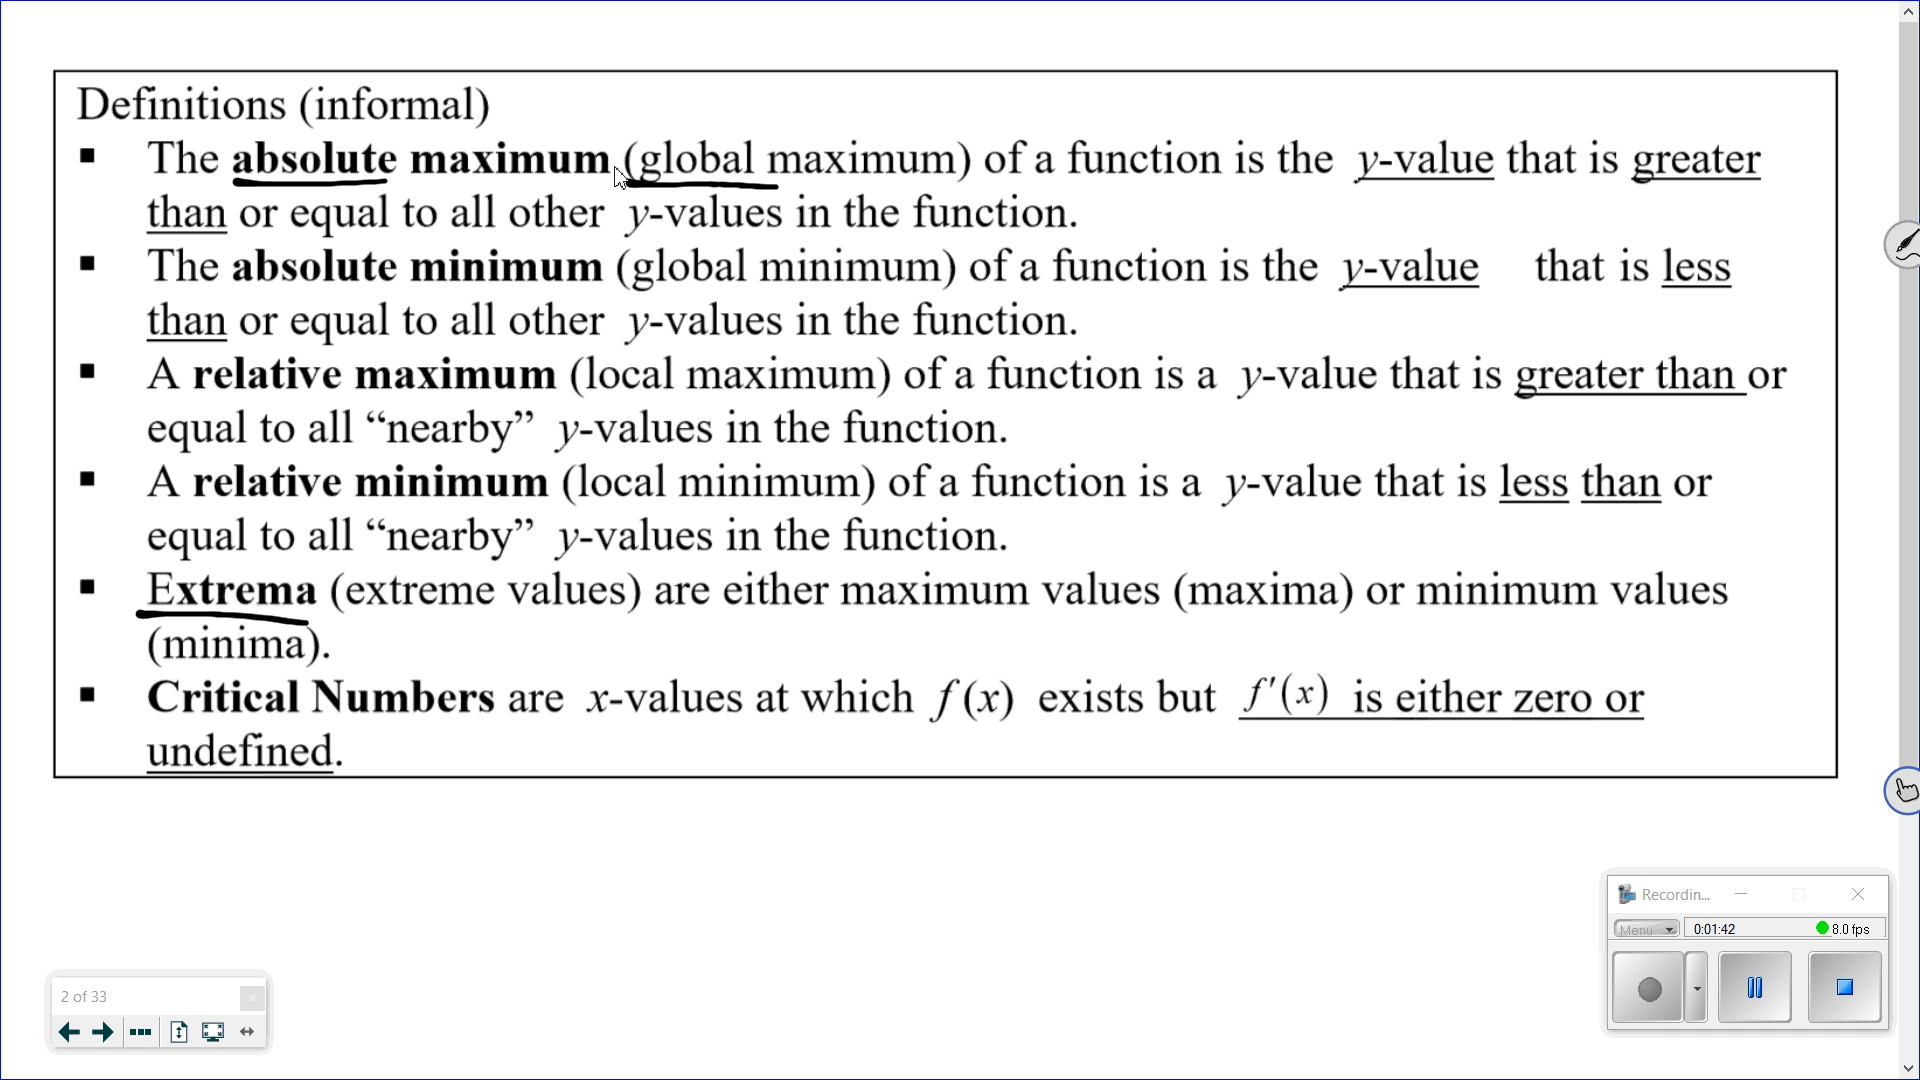 Definitions (informal)
▪ The absolute maximum (global maximum) of a function is the y-value that is greater
than or equal to all other y-values in the function.
▪ The absolute minimum (global minimum) of a function is the y-value that is less
than or equal to all other y-values in the function.
▪ A relative maximum (local maximum) of a function is a y-value that is greater than or
equal to all “nearby” y-values in the function.
▪ A relative minimum (local minimum) of a function is a y-value that is less than or
equal to all “nearby” y-values in the function.
▪ Extrema (extreme values) are either maximum values (maxima) or minimum values
(minima).
▪ Critical Numbers are x-values at which f(x) exists but f'(x) is either zero or
undefined.
Recordin...
Menu 0:01:42 8.0 fps
2 of 33